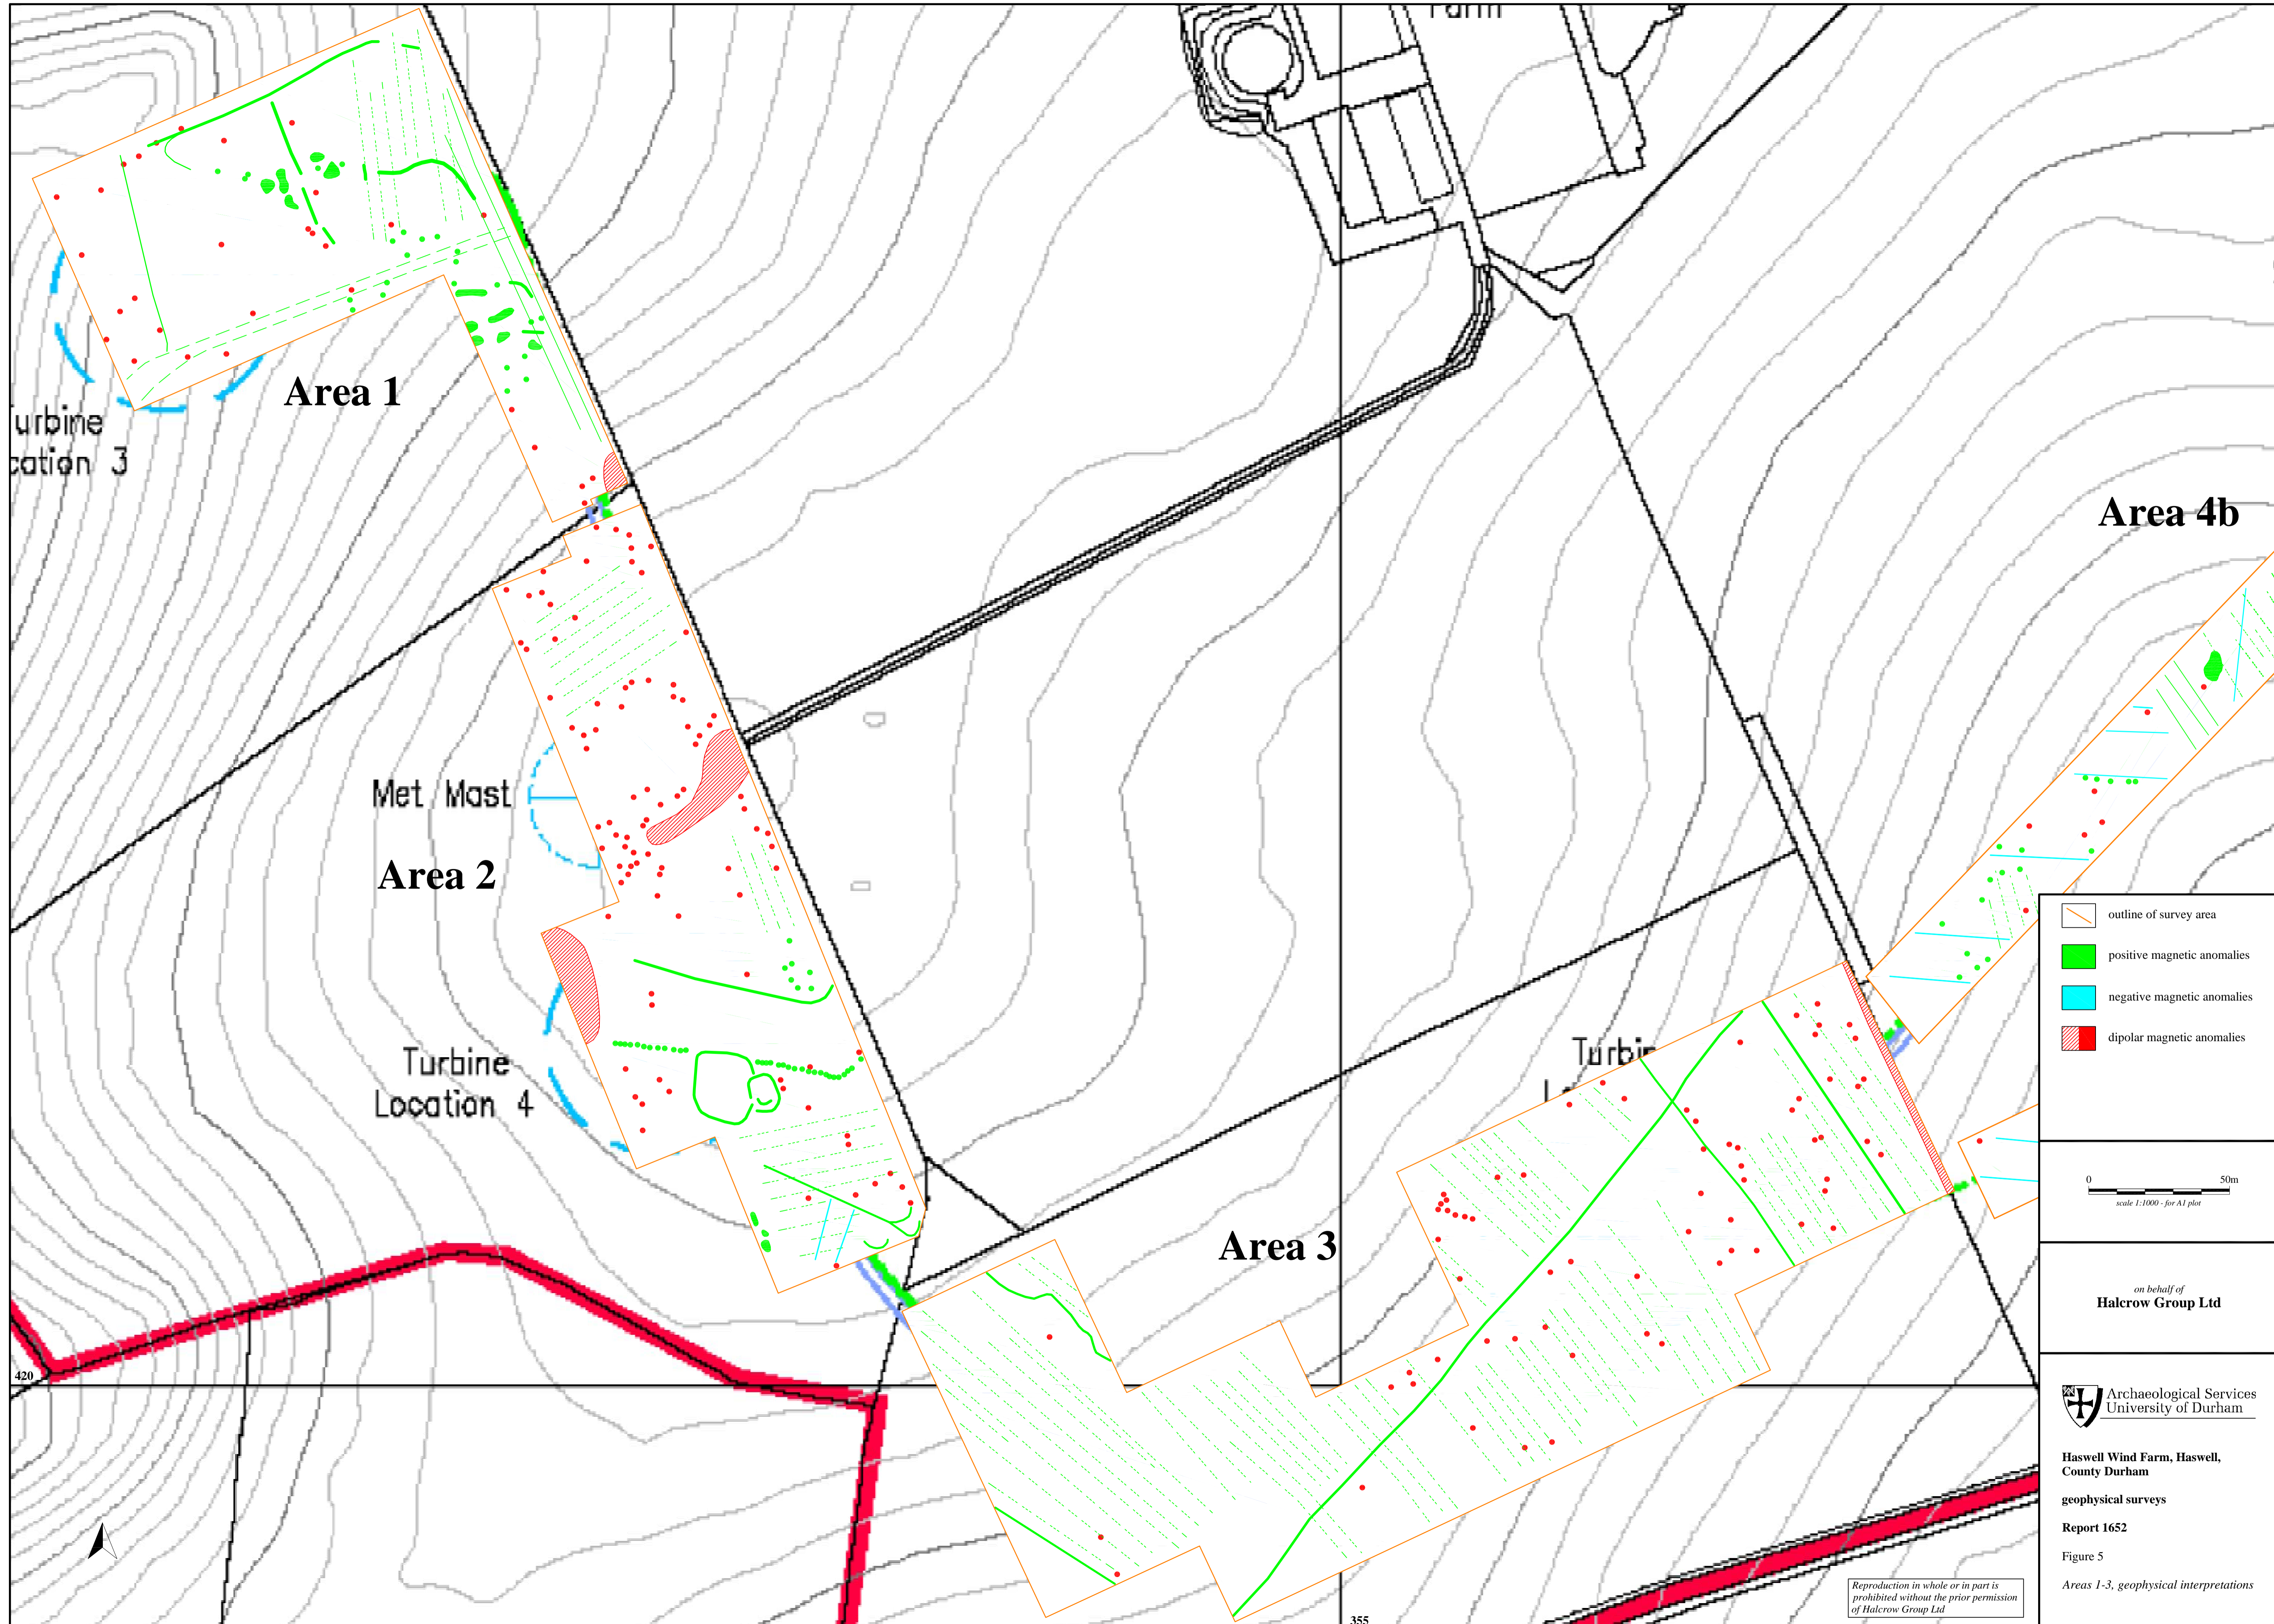 Farm
Area 1
urbine
cation 3
Area 4b
Met Mast
Area 2
Turbine
Location 4
Turbin
Area 3
420
355
outline of survey area
positive magnetic anomalies
negative magnetic anomalies
dipolar magnetic anomalies
0 50m
scale 1:1000 - for A1 plot
on behalf of
Halcrow Group Ltd
Archaeological Services
University of Durham
Haswell Wind Farm, Haswell,
County Durham
geophysical surveys
Report 1652
Figure 5
Areas 1-3, geophysical interpretations
Reproduction in whole or in part is
prohibited without the prior permission
of Halcrow Group Ltd